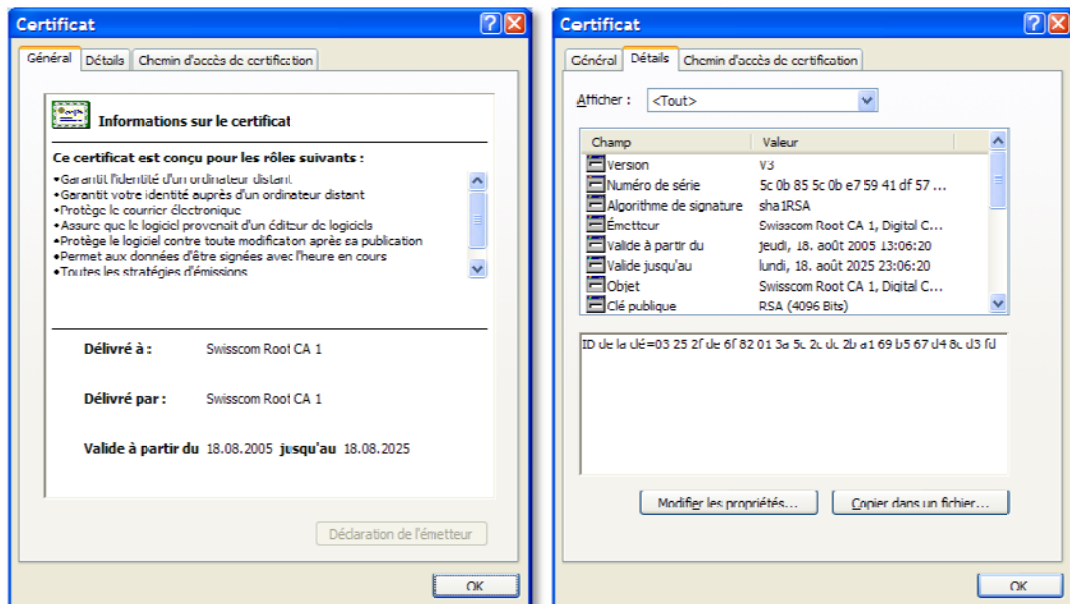 Certificat
Général Détails Chemin d'accès de certification
Informations sur le certificat
Ce certificat est conçu pour les rôles suivants :
•Garantit l'identité d'un ordinateur distant
•Garantit votre identité auprès d'un ordinateur distant
•Protège le courrier électronique
•Assure que le logiciel provenait d'un éditeur de logiciels
•Protège le logiciel contre toute modification après sa publication
•Permet aux données d'être signées avec l'heure en cours
•Toutes les stratégies d'émissions
Délivré à : Swisscom Root CA 1
Délivré par : Swisscom Root CA 1
Valide à partir du 18.08.2005 jusqu'au 18.08.2025
Déclaration de l'émetteur
OK
Certificat
Général Détails Chemin d'accès de certification
Afficher : <Tout>
Champ Valeur
Version V3
Numéro de série 5c 0b 85 5c 0b e7 59 41 df 57 ...
Algorithme de signature sha1RSA
Émetteur Swisscom Root CA 1, Digital C...
Valide à partir du jeudi, 18. août 2005 13:06:20
Valide jusqu'au lundi, 18. août 2025 23:06:20
Objet Swisscom Root CA 1, Digital C...
Clé publique RSA (4096 Bits)
ID de la clé=03 25 2f de 6f 82 01 3a 5c 2c dc 2b a1 69 b5 67 d4 8c d3 fd
Modifier les propriétés... Copier dans un fichier...
OK